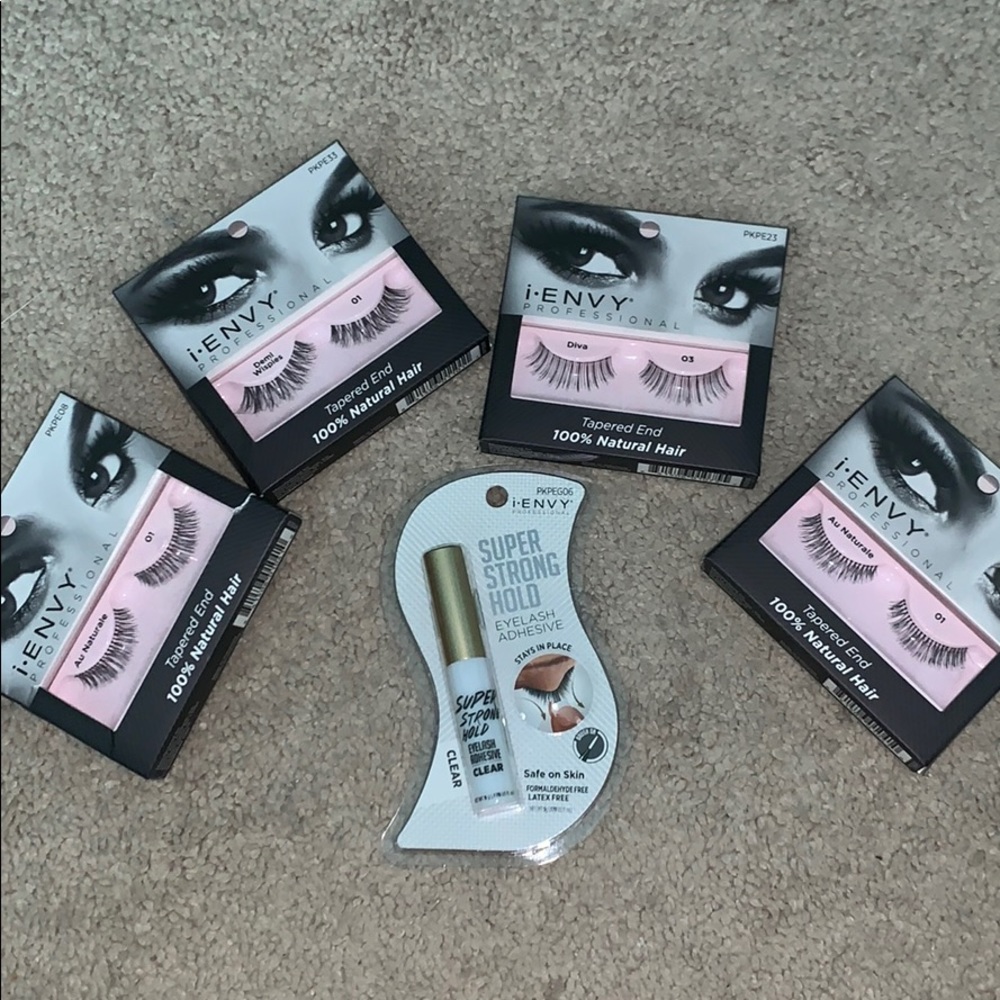 PKPE33
i·ENVY®
PROFESSIONAL
Demi
Wispies
01
Tapered End
100% Natural Hair
PKPE23
i·ENVY®
PROFESSIONAL
Diva
03
Tapered End
100% Natural Hair
PKPE08
i·ENVY®
PROFESSIONAL
Au Naturale
01
Tapered End
100% Natural Hair
i·ENVY®
PROFESSIONAL
Au Naturale
01
Tapered End
100% Natural Hair
PKPEG06
i·ENVY®
PROFESSIONAL
SUPER
STRONG
HOLD
EYELASH
ADHESIVE
STAYS IN PLACE
BRUSH ON
Safe on Skin
FORMALDEHYDE FREE
LATEX FREE
SUPER
STRONG
HOLD
EYELASH
ADHESIVE
CLEAR
CLEAR